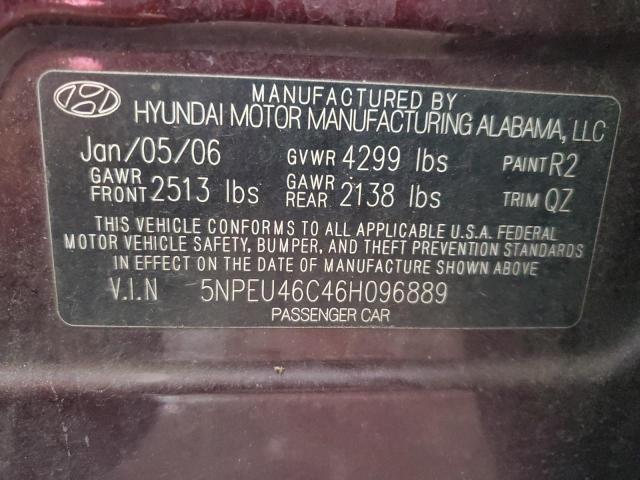 MANUFACTURED BY
HYUNDAI MOTOR MANUFACTURING ALABAMA, LLC
Jan/05/06 GVWR 4299 lbs PAINT R2
GAWR FRONT 2513 lbs GAWR REAR 2138 lbs TRIM QZ
THIS VEHICLE CONFORMS TO ALL APPLICABLE U.S.A. FEDERAL
MOTOR VEHICLE SAFETY, BUMPER, AND THEFT PREVENTION STANDARDS
IN EFFECT ON THE DATE OF MANUFACTURE SHOWN ABOVE
V.I.N 5NPEU46C46H096889
PASSENGER CAR